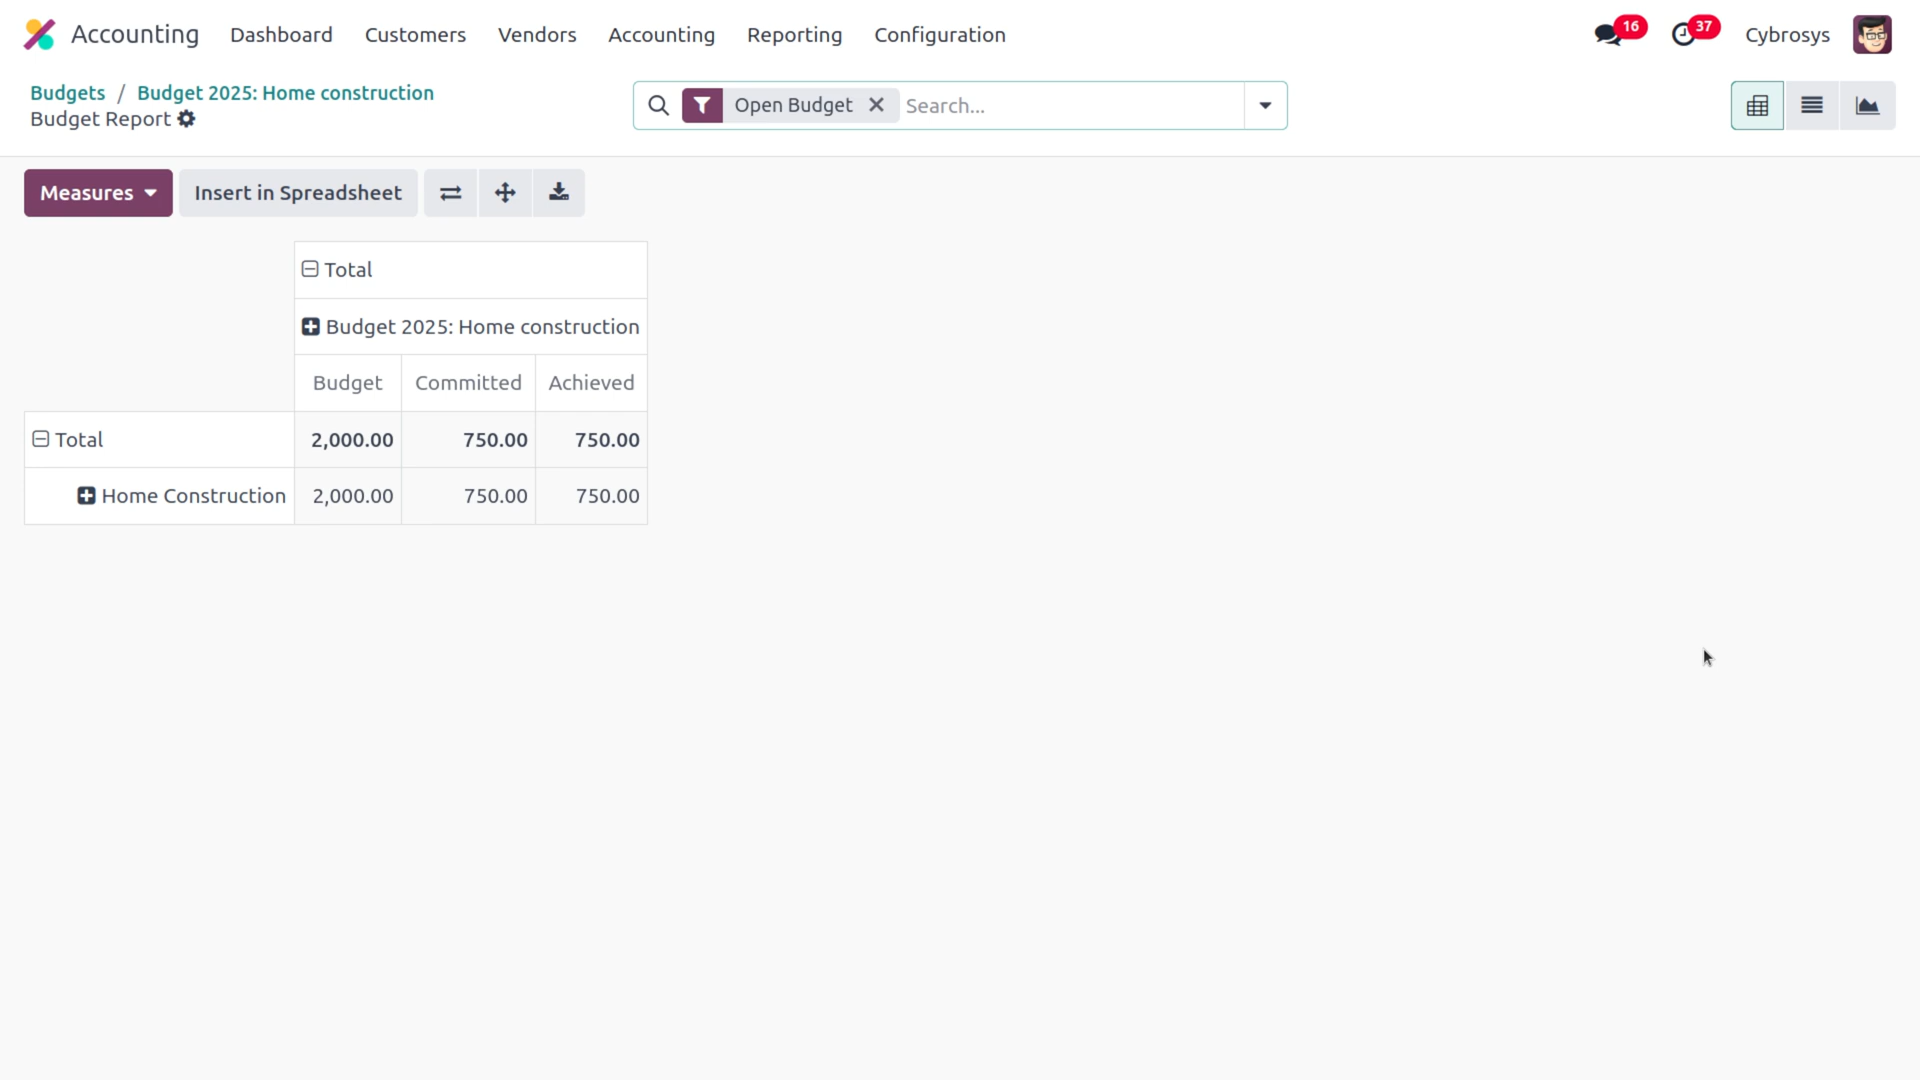 Accounting Dashboard Customers Vendors Accounting Reporting Configuration 16 37 Cybrosys
Budgets / Budget 2025: Home construction
Budget Report
Open Budget Search...
Measures Insert in Spreadsheet
Total
Budget 2025: Home construction
Budget Committed Achieved
Total 2,000.00 750.00 750.00
Home Construction 2,000.00 750.00 750.00